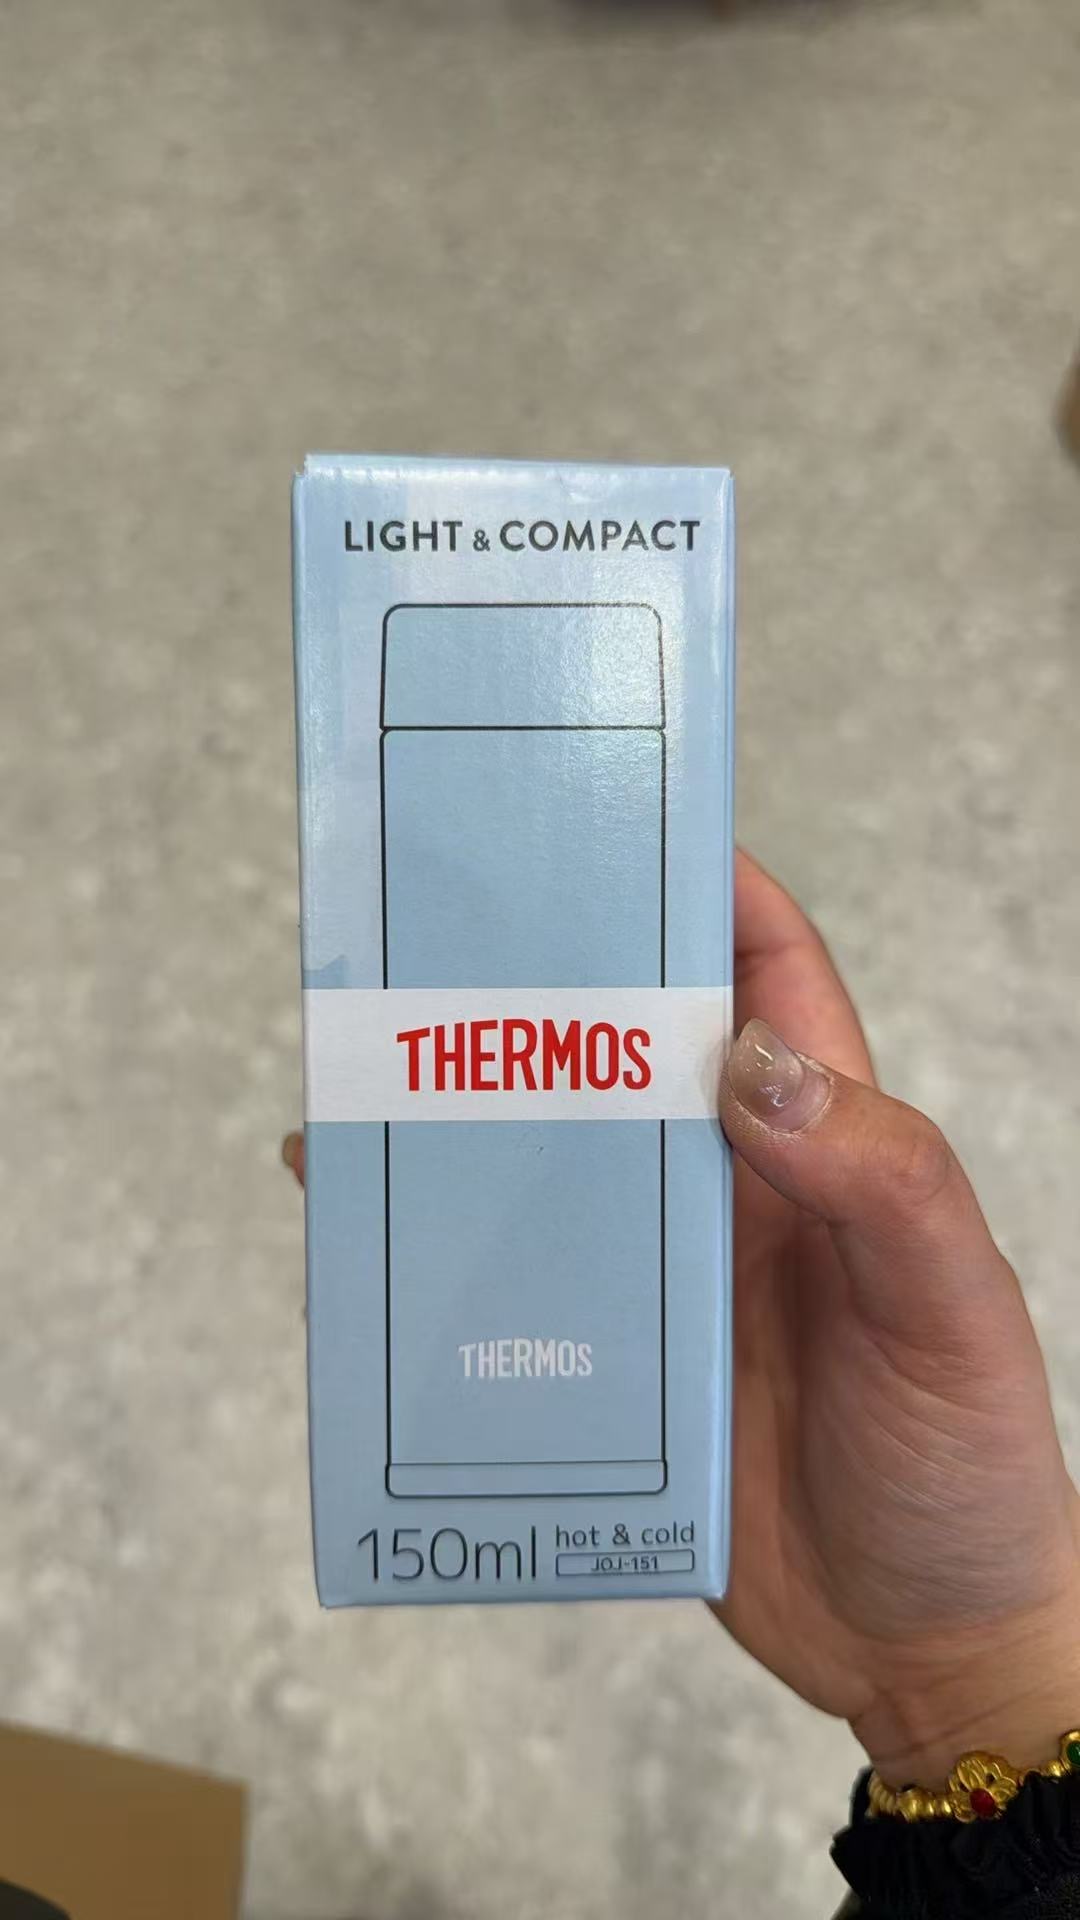 LIGHT & COMPACT
THERMOS
THERMOS
150ml hot & cold
JOJ-151